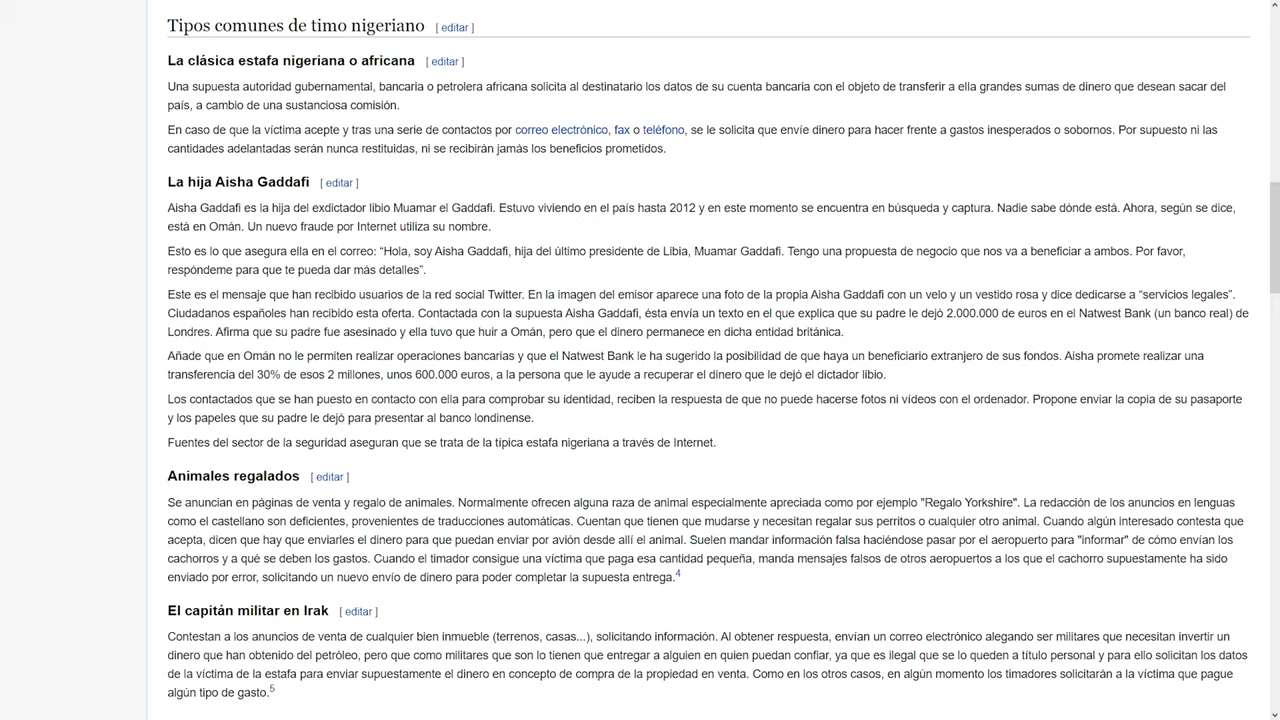 Tipos comunes de timo nigeriano [ editar ]
La clásica estafa nigeriana o africana [ editar ]
Una supuesta autoridad gubernamental, bancaria o petrolera africana solicita al destinatario los datos de su cuenta bancaria con el objeto de transferir a ella grandes sumas de dinero que desean sacar del
país, a cambio de una sustanciosa comisión.
En caso de que la víctima acepte y tras una serie de contactos por correo electrónico, fax o teléfono, se le solicita que envíe dinero para hacer frente a gastos inesperados o sobornos. Por supuesto ni las
cantidades adelantadas serán nunca restituidas, ni se recibirán jamás los beneficios prometidos.
La hija Aisha Gaddafi [ editar ]
Aisha Gaddafi es la hija del exdictador libio Muamar el Gaddafi. Estuvo viviendo en el país hasta 2012 y en este momento se encuentra en búsqueda y captura. Nadie sabe dónde está. Ahora, según se dice,
está en Omán. Un nuevo fraude por Internet utiliza su nombre.
Esto es lo que asegura ella en el correo: “Hola, soy Aisha Gaddafi, hija del último presidente de Libia, Muamar Gaddafi. Tengo una propuesta de negocio que nos va a beneficiar a ambos. Por favor,
respóndeme para que te pueda dar más detalles”.
Este es el mensaje que han recibido usuarios de la red social Twitter. En la imagen del emisor aparece una foto de la propia Aisha Gaddafi con un velo y un vestido rosa y dice dedicarse a “servicios legales”.
Ciudadanos españoles han recibido esta oferta. Contactada con la supuesta Aisha Gaddafi, ésta envía un texto en el que explica que su padre le dejó 2.000.000 de euros en el Natwest Bank (un banco real) de
Londres. Afirma que su padre fue asesinado y ella tuvo que huir a Omán, pero que el dinero permanece en dicha entidad británica.
Añade que en Omán no le permiten realizar operaciones bancarias y que el Natwest Bank le ha sugerido la posibilidad de que haya un beneficiario extranjero de sus fondos. Aisha promete realizar una
transferencia del 30% de esos 2 millones, unos 600.000 euros, a la persona que le ayude a recuperar el dinero que le dejó el dictador libio.
Los contactados que se han puesto en contacto con ella para comprobar su identidad, reciben la respuesta de que no puede hacerse fotos ni vídeos con el ordenador. Propone enviar la copia de su pasaporte
y los papeles que su padre le dejó para presentar al banco londinense.
Fuentes del sector de la seguridad aseguran que se trata de la típica estafa nigeriana a través de Internet.
Animales regalados [ editar ]
Se anuncian en páginas de venta y regalo de animales. Normalmente ofrecen alguna raza de animal especialmente apreciada como por ejemplo "Regalo Yorkshire". La redacción de los anuncios en lenguas
como el castellano son deficientes, provenientes de traducciones automáticas. Cuentan que tienen que mudarse y necesitan regalar sus perritos o cualquier otro animal. Cuando algún interesado contesta que
acepta, dicen que hay que enviarles el dinero para que puedan enviar por avión desde allí el animal. Suelen mandar información falsa haciéndose pasar por el aeropuerto para "informar" de cómo envían los
cachorros y a qué se deben los gastos. Cuando el timador consigue una víctima que paga esa cantidad pequeña, manda mensajes falsos de otros aeropuertos a los que el cachorro supuestamente ha sido
enviado por error, solicitando un nuevo envío de dinero para poder completar la supuesta entrega.4
El capitán militar en Irak [ editar ]
Contestan a los anuncios de venta de cualquier bien inmueble (terrenos, casas...), solicitando información. Al obtener respuesta, envían un correo electrónico alegando ser militares que necesitan invertir un
dinero que han obtenido del petróleo, pero que como militares que son lo tienen que entregar a alguien en quien puedan confiar, ya que es ilegal que se lo queden a título personal y para ello solicitan los datos
de la víctima de la estafa para enviar supuestamente el dinero en concepto de compra de la propiedad en venta. Como en los otros casos, en algún momento los timadores solicitarán a la víctima que pague
algún tipo de gasto.5